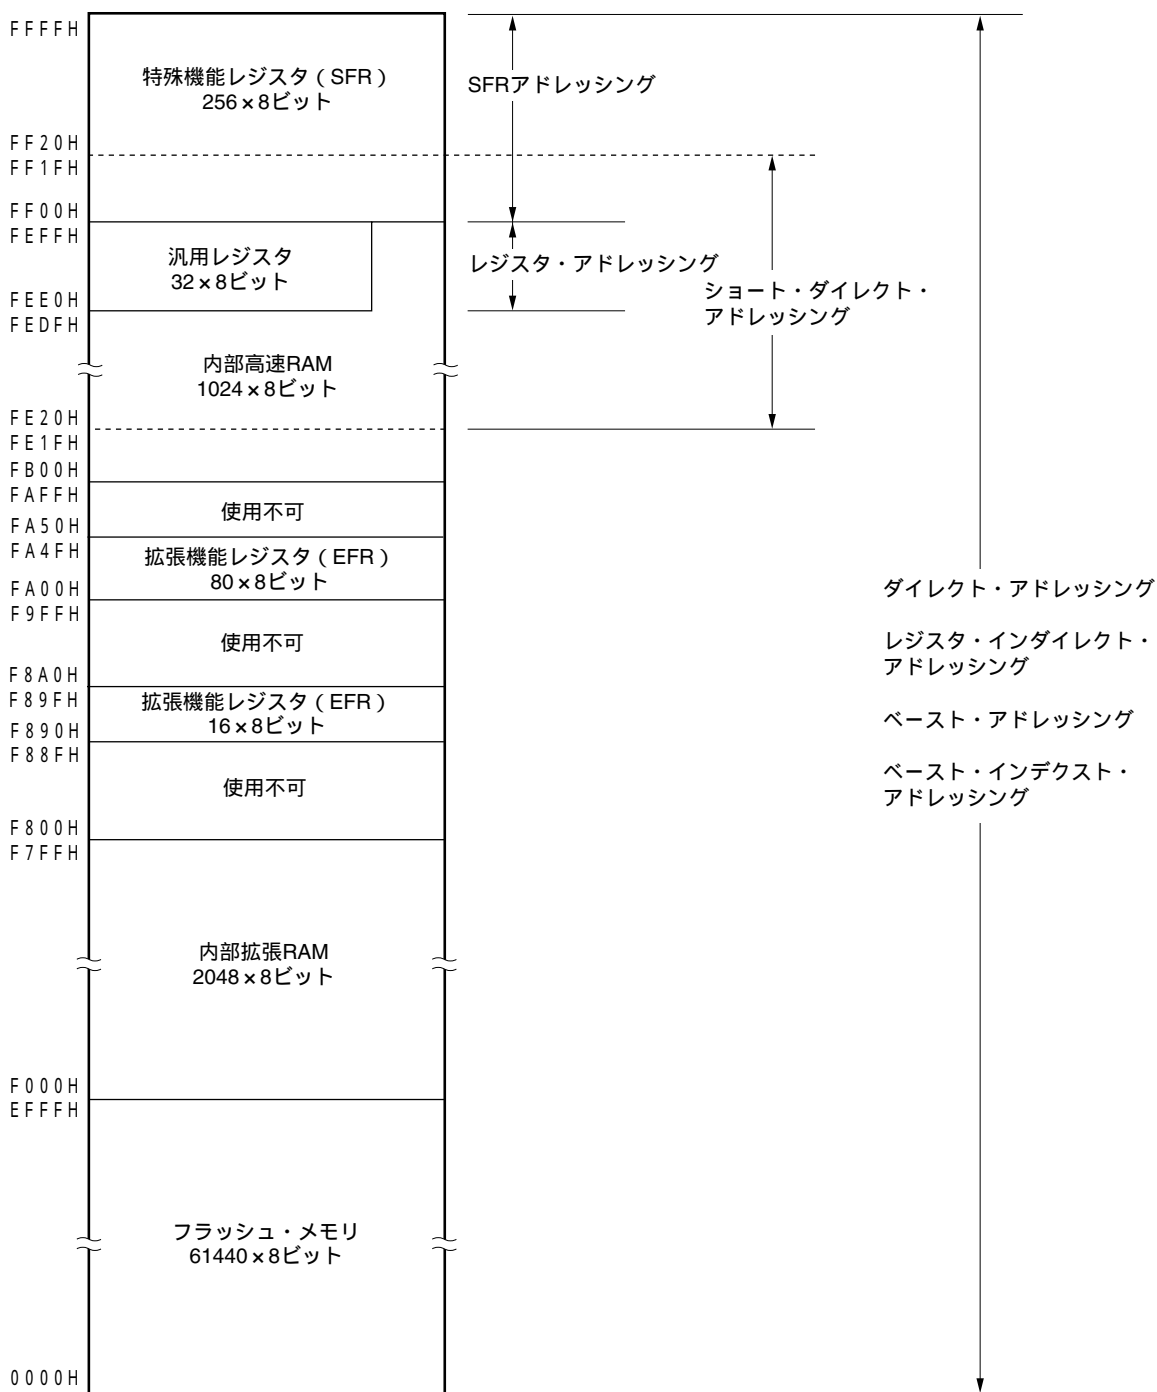 FFFFH
特殊機能レジスタ（SFR）
256×8ビット
SFRアドレッシング
FF20H
FF1FH
FF00H
FEFFH
汎用レジスタ
32×8ビット
レジスタ・アドレッシング
ショート・ダイレクト・
アドレッシング
FEE0H
FEDFH
内部高速RAM
1024×8ビット
FE20H
FE1FH
FB00H
FAFFH
使用不可
FA50H
FA4FH
拡張機能レジスタ（EFR）
80×8ビット
FA00H
F9FFH
使用不可
F8A0H
F89FH
拡張機能レジスタ（EFR）
16×8ビット
F890H
F88FH
使用不可
F800H
F7FFH
ダイレクト・アドレッシング
レジスタ・インダイレクト・
アドレッシング
ベースト・アドレッシング
ベースト・インデクスト・
アドレッシング
内部拡張RAM
2048×8ビット
F000H
EFFFH
フラッシュ・メモリ
61440×8ビット
0000H